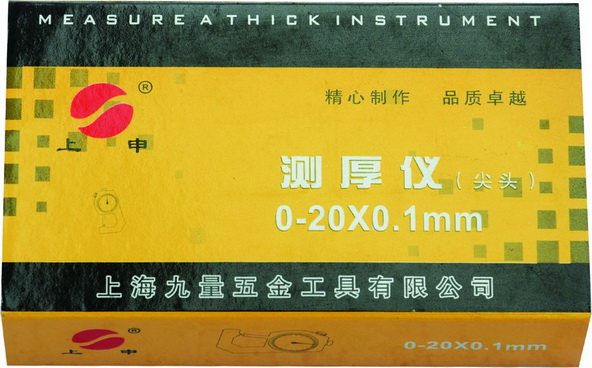 MEASURE A THICK INSTRUMENT
®
上申
精心制作 品质卓越
测厚仪(尖头)
0-20X0.1mm
上海九量五金工具有限公司
®
上申
0-20X0.1mm